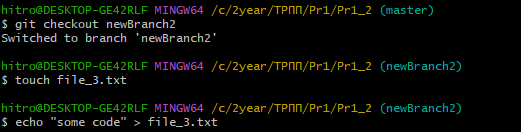 hitro@DESKTOP-GE42RLF MINGW64 /c/2year/ТРПП/Pr1/Pr1_2 (master)
$ git checkout newBranch2
Switched to branch 'newBranch2'
hitro@DESKTOP-GE42RLF MINGW64 /c/2year/ТРПП/Pr1/Pr1_2 (newBranch2)
$ touch file_3.txt
hitro@DESKTOP-GE42RLF MINGW64 /c/2year/ТРПП/Pr1/Pr1_2 (newBranch2)
$ echo "some code" > file_3.txt